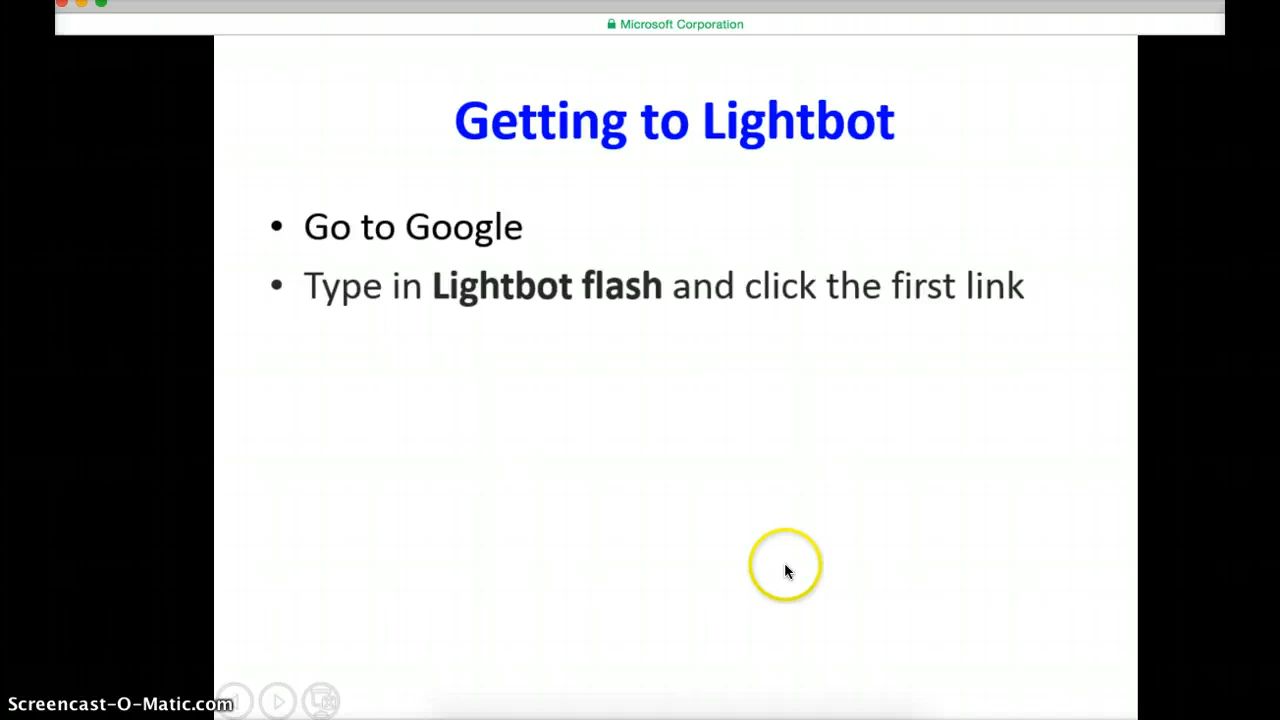 Microsoft Corporation
Getting to Lightbot
• Go to Google
• Type in Lightbot flash and click the first link
Screencast-O-Matic.com